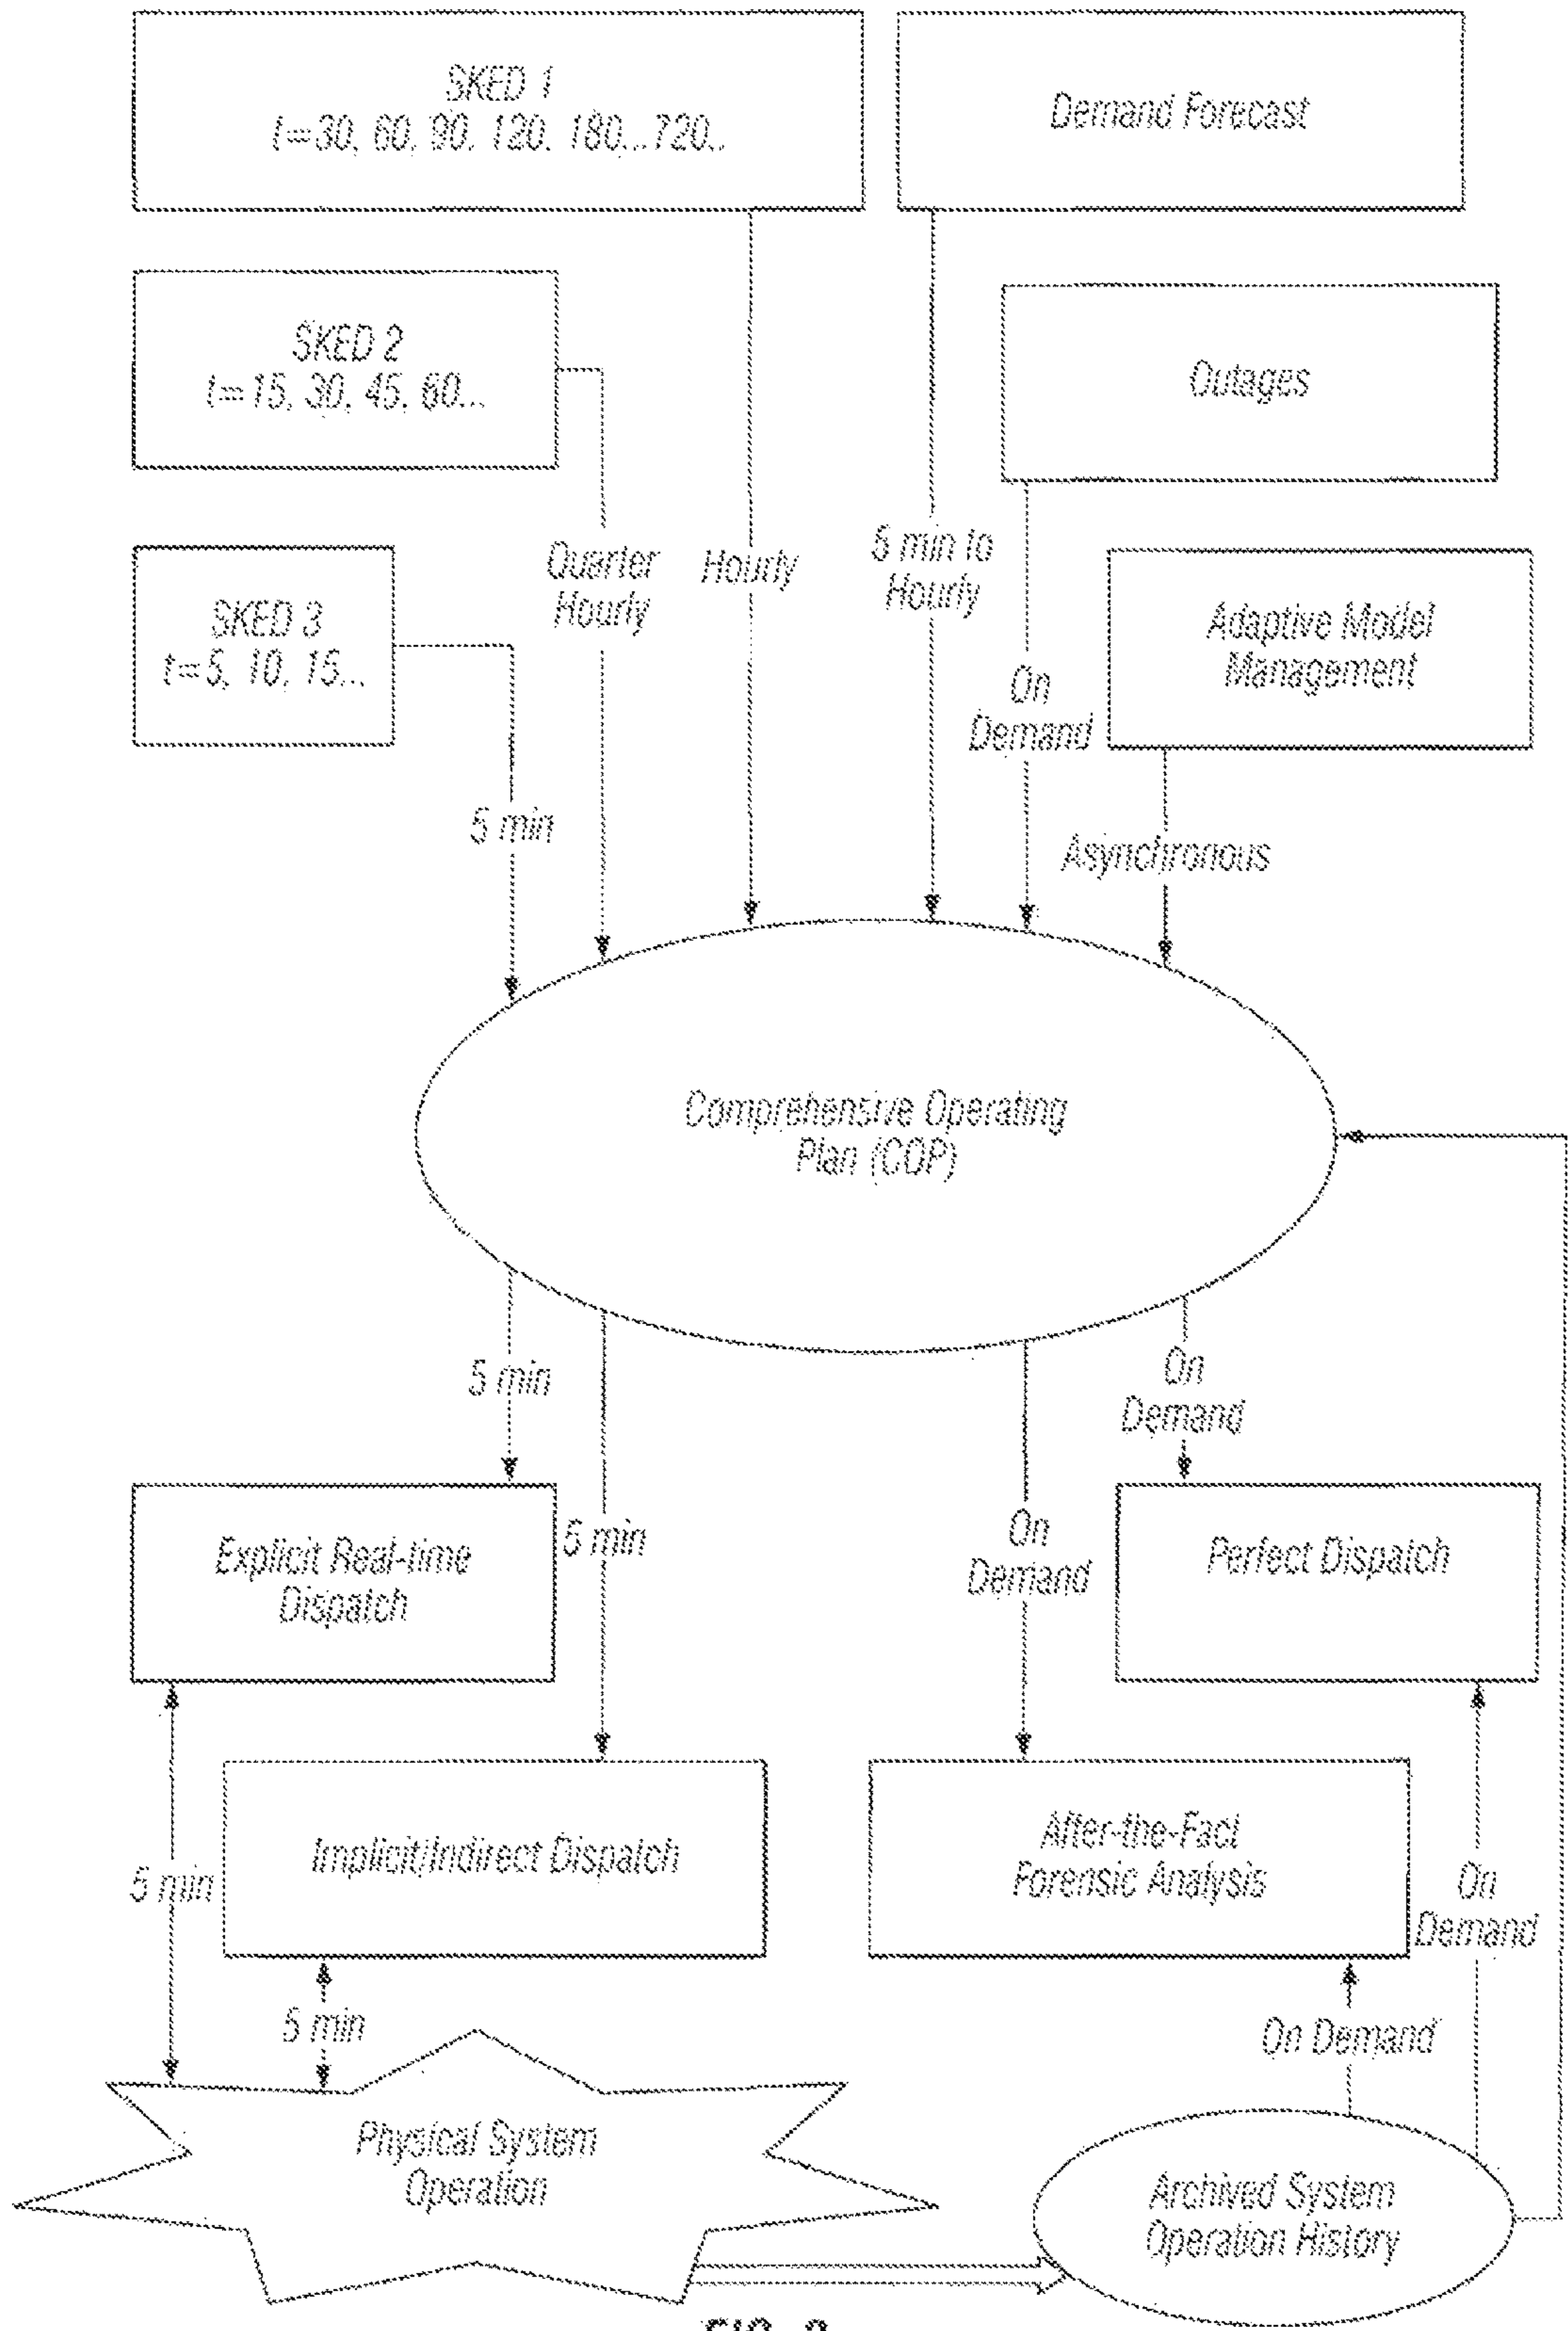 SKED 1
t=30, 60, 90, 120, 180,..720..
Demand Forecast
SKED 2
t=15, 30, 45, 60...
Outages
SKED 3
t=5, 10, 15...
Quarter
Hourly
Hourly
5 min to
Hourly
On
Demand
Adaptive Model
Management
5 min
Asynchronous
Comprehensive Operating
Plan (COP)
5 min
On
Demand
5 min
On
Demand
Explicit Real-time
Dispatch
Perfect Dispatch
Implicit/Indirect Dispatch
After-the-Fact
Forensic Analysis
5 min
On
Demand
5 min
On Demand
Physical System
Operation
Archived System
Operation History